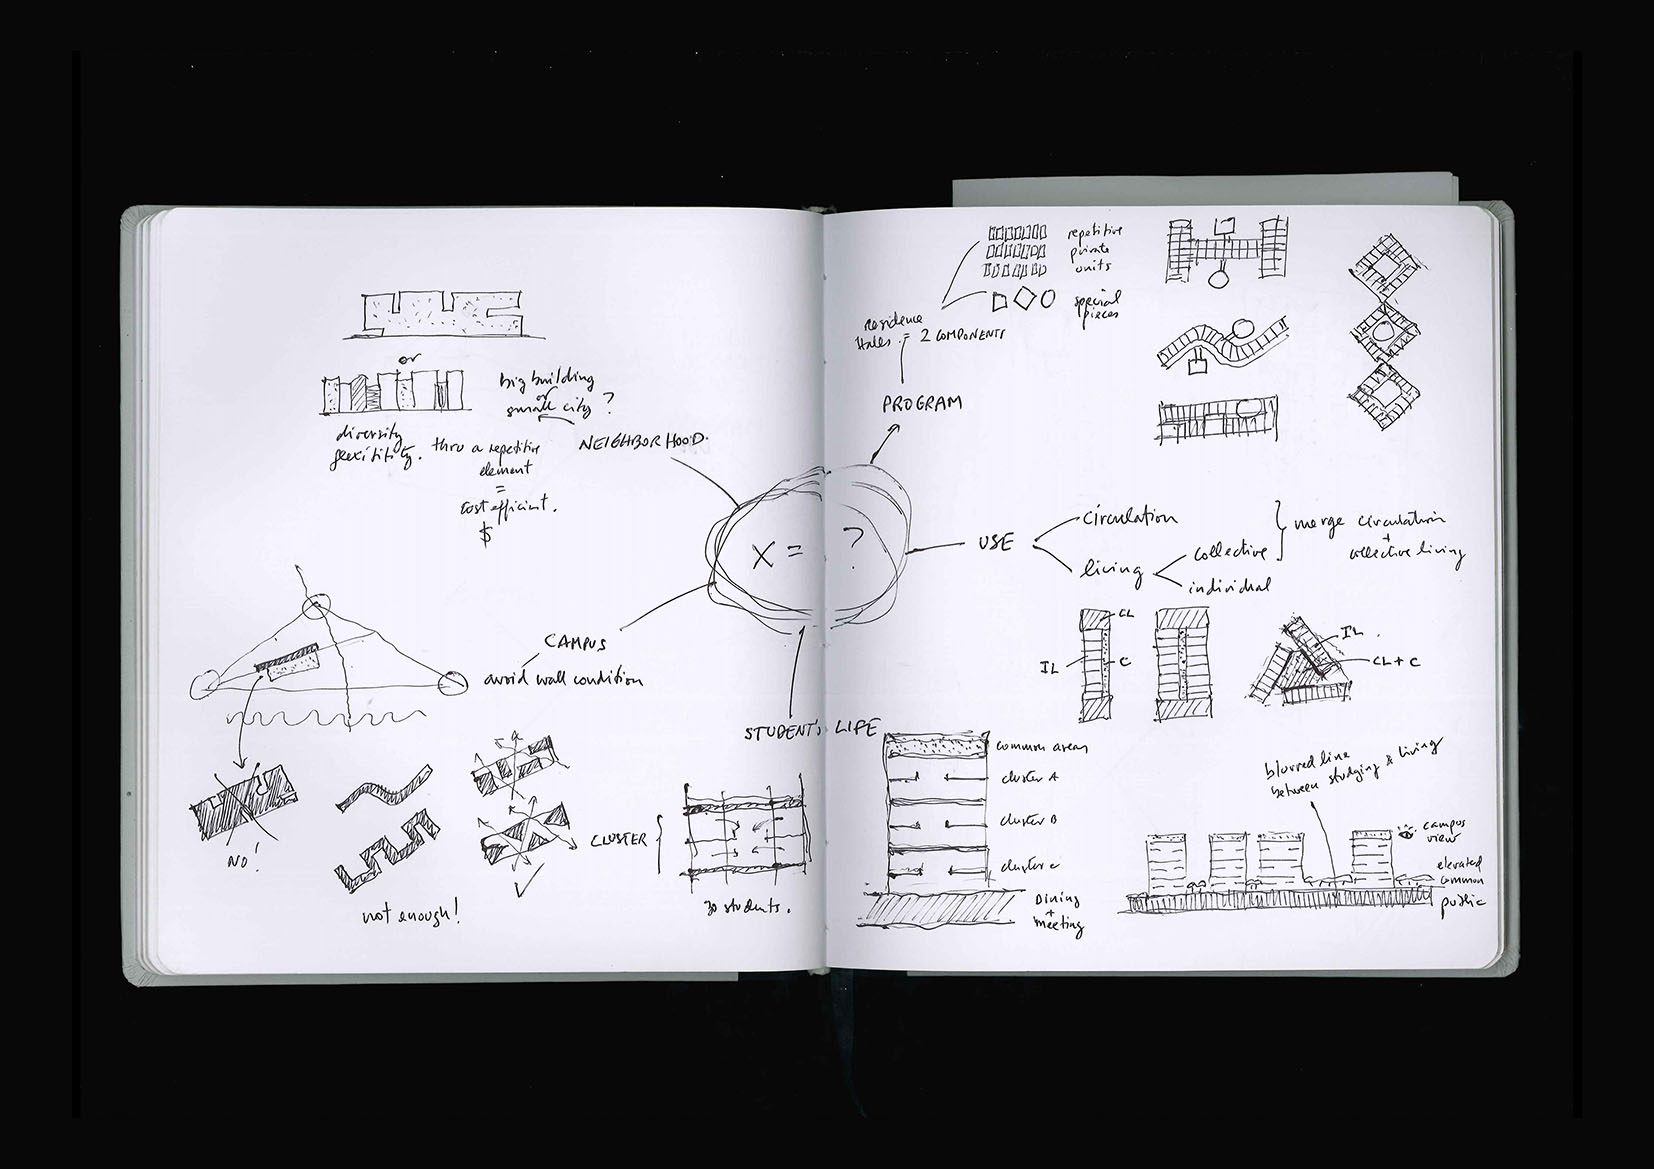 or
big building
or
small city ?
NEIGHBORHOOD.
diversity
flexibility.
thru a repetitive
element
=
cost efficient.
$
CAMPUS
avoid wall condition
NO!
not enough!
CLUSTER
30 students.
X = ?
STUDENT'S LIFE
repetitive
private
units
special
pieces
residence
Halls = 2 COMPONENTS
PROGRAM
USE
circulation
living
collective
individual
merge circulation
+
collective living
CL
IL
C
IL.
CL + C
common areas
cluster A
cluster B
cluster C
Dining
+
meeting
blurred line
between studying & living
campus
view
elevated
common
public